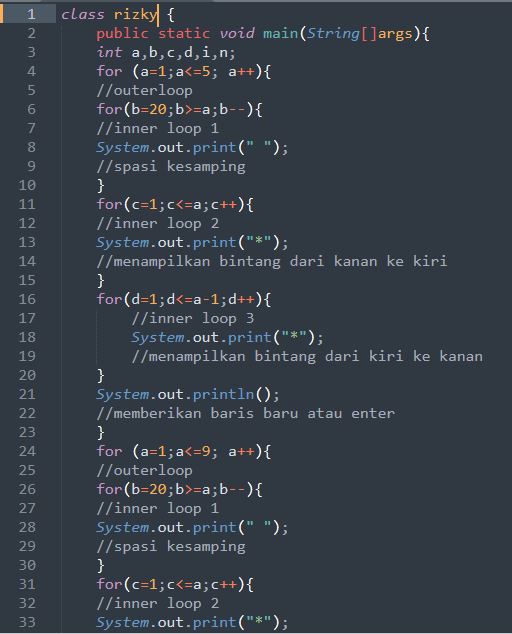 1 class rizky {
2 public static void main(String[]args){
3 int a,b,c,d,i,n;
4 for (a=1;a<=5; a++){
5 //outerloop
6 for(b=20;b>=a;b--){
7 //inner loop 1
8 System.out.print(" ");
9 //spasi kesamping
10 }
11 for(c=1;c<=a;c++){
12 //inner loop 2
13 System.out.print("*");
14 //menampilkan bintang dari kanan ke kiri
15 }
16 for(d=1;d<=a-1;d++){
17 //inner loop 3
18 System.out.print("*");
19 //menampilkan bintang dari kiri ke kanan
20 }
21 System.out.println();
22 //memberikan baris baru atau enter
23 }
24 for (a=1;a<=9; a++){
25 //outerloop
26 for(b=20;b>=a;b--){
27 //inner loop 1
28 System.out.print(" ");
29 //spasi kesamping
30 }
31 for(c=1;c<=a;c++){
32 //inner loop 2
33 System.out.print("*");